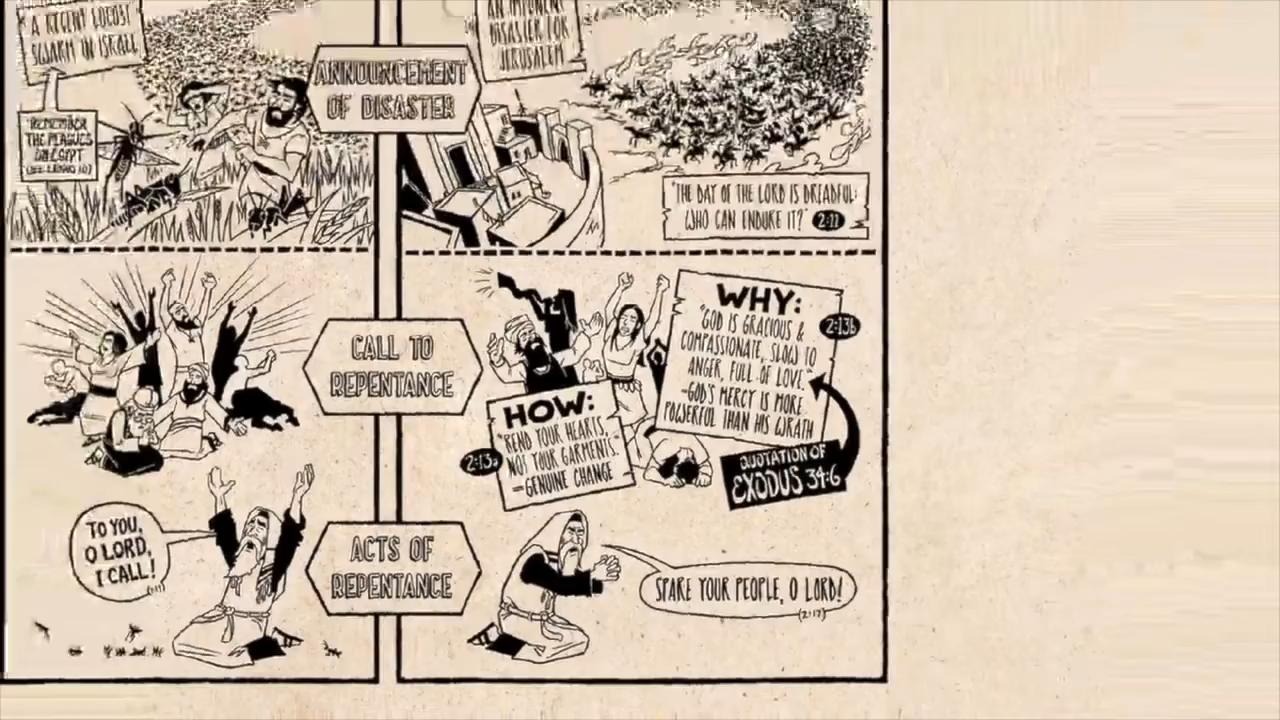 "A RECENT LOCUST
SWARM IN ISRAEL
ANNOUNCEMENT
OF DISASTER
AN IMMINENT
DISASTER FOR
JERUSALEM
"REMEMBER
THE PLAGUES
ON EGYPT
"THE DAY OF THE LORD IS DREADFUL;
WHO CAN ENDURE IT?" 2:11
CALL TO
REPENTANCE
HOW:
"REND YOUR HEARTS,
NOT YOUR GARMENTS."
2:13a
-GENUINE CHANGE
WHY:
2:13b
"GOD IS GRACIOUS &
COMPASSIONATE, SLOW TO
ANGER, FULL OF LOVE."
-GOD'S MERCY IS MORE
POWERFUL THAN HIS WRATH
QUOTATION OF
EXODUS 34:6
ACTS OF
REPENTANCE
TO YOU,
O LORD,
I CALL!
SPARE YOUR PEOPLE, O LORD!
(2:17)